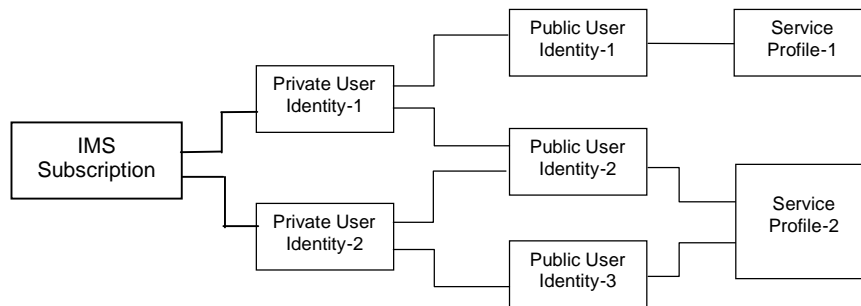 IMS
Subscription
Private User
Identity-1
Private User
Identity-2
Public User
Identity-1
Public User
Identity-2
Public User
Identity-3
Service
Profile-1
Service
Profile-2